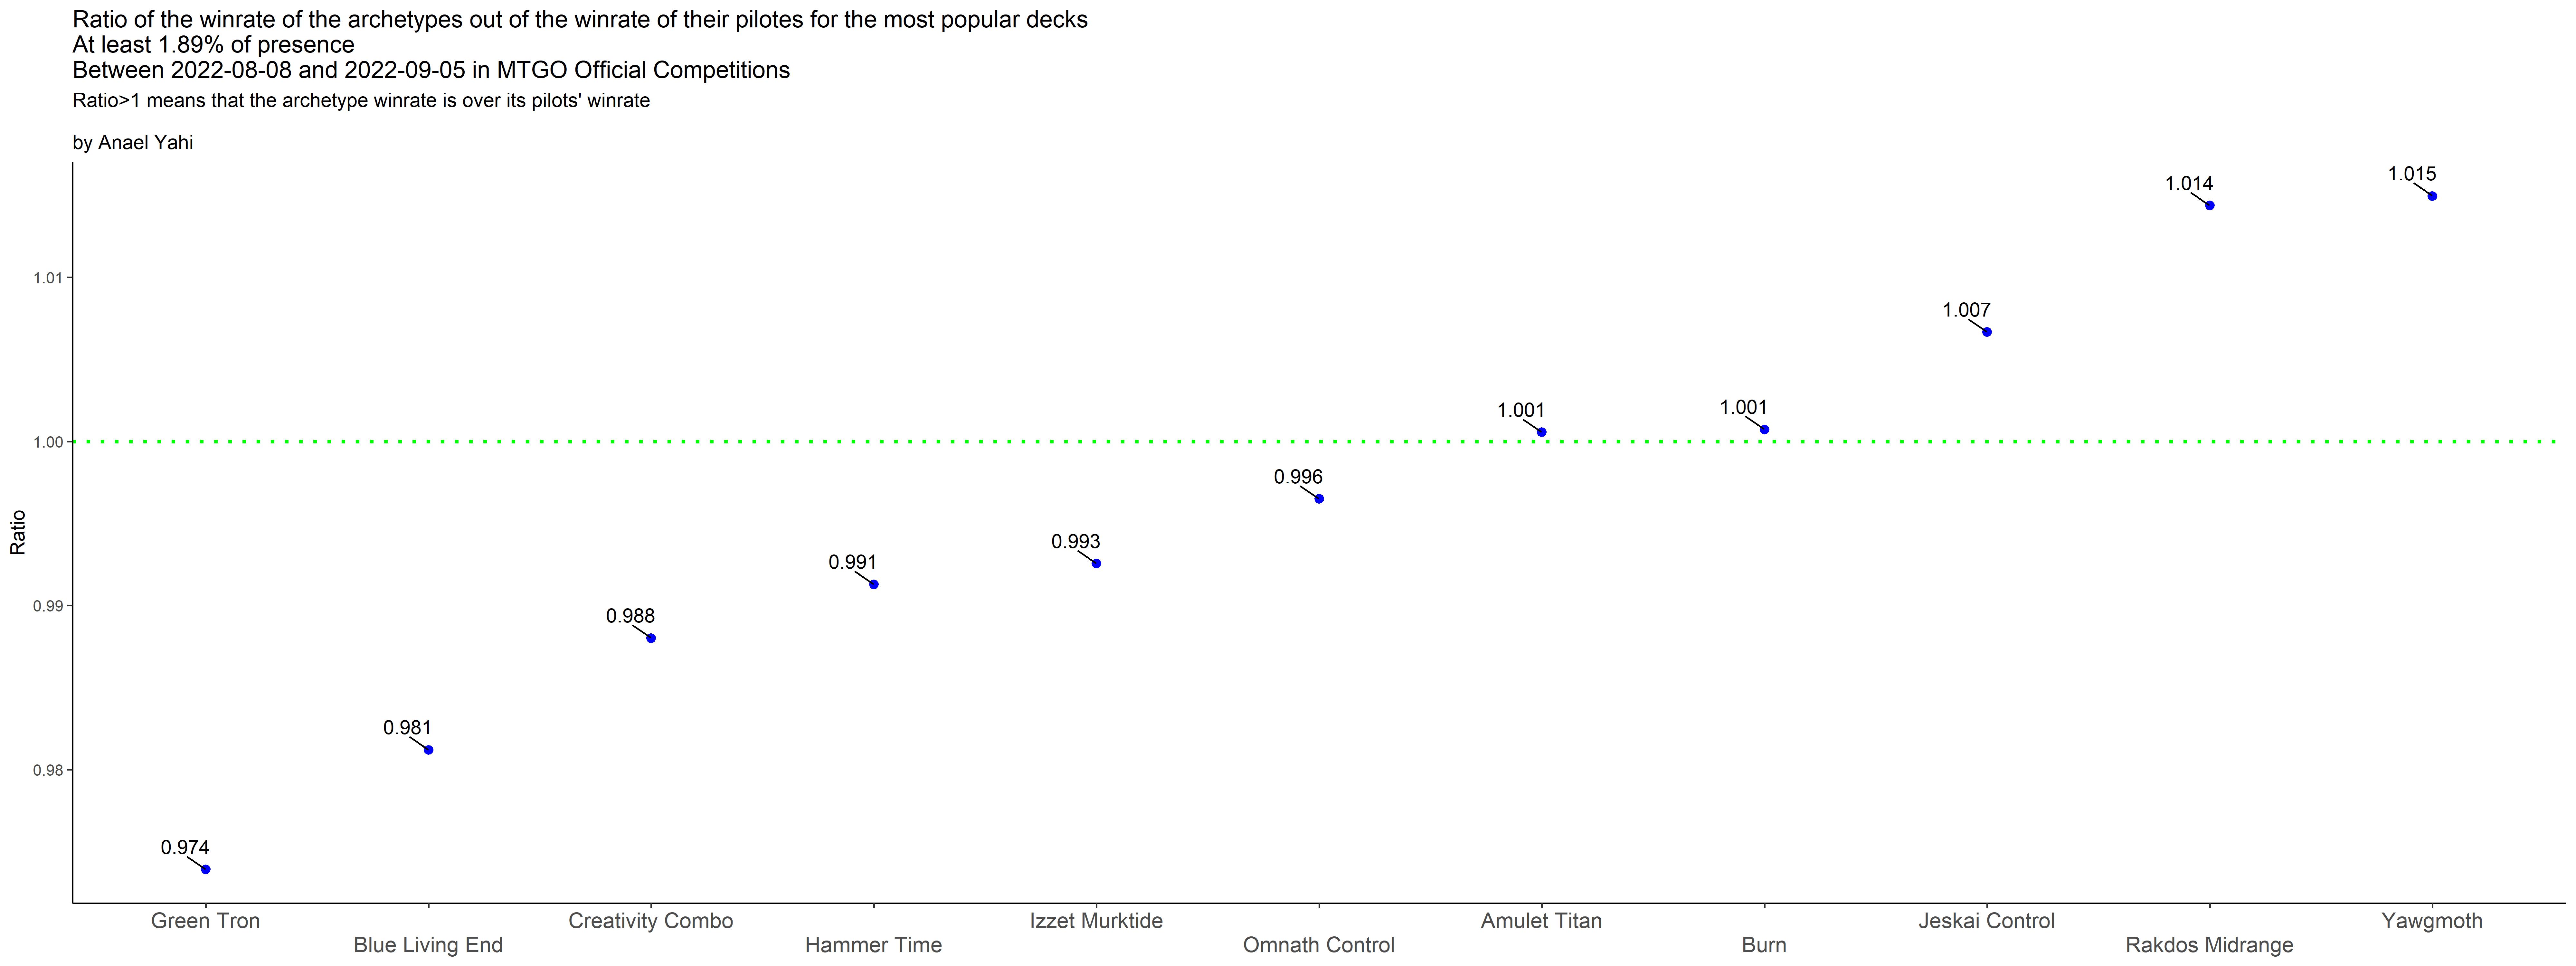 Ratio of the winrate of the archetypes out of the winrate of their pilotes for the most popular decks
At least 1.89% of presence
Between 2022-08-08 and 2022-09-05 in MTGO Official Competitions
Ratio>1 means that the archetype winrate is over its pilots' winrate
by Anael Yahi
1.015
1.014
1.01
1.007
1.001
1.001
1.00
0.996
Ratio
0.993
0.991
0.99
0.988
0.981
0.98
0.974
Green Tron
Creativity Combo
Izzet Murktide
Amulet Titan
Jeskai Control
Yawgmoth
Blue Living End
Hammer Time
Omnath Control
Burn
Rakdos Midrange